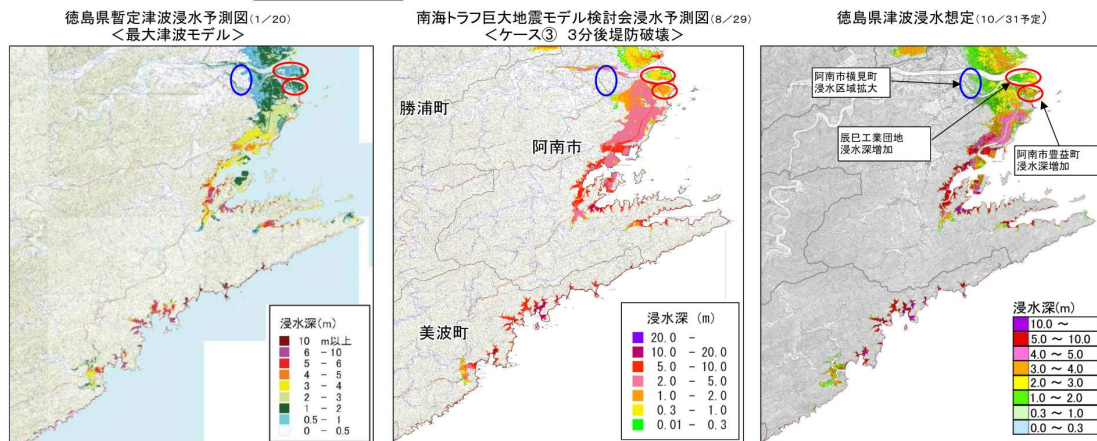 徳島県暫定津波浸水予測図(1/20)
<最大津波モデル>
浸水深(m)
10 m以上
6 - 10
5 - 6
4 - 5
3 - 4
2 - 3
1 - 2
0.5 - 1
0 - 0.5
南海トラフ巨大地震モデル検討会浸水予測図(8/29)
<ケース③ 3分後堤防破壊>
勝浦町
阿南市
美波町
浸水深 (m)
20.0 -
10.0 - 20.0
5.0 - 10.0
2.0 - 5.0
1.0 - 2.0
0.3 - 1.0
0.01 - 0.3
徳島県津波浸水想定(10/31予定)
阿南市横見町
浸水区域拡大
辰巳工業団地
浸水深増加
阿南市豊益町
浸水深増加
浸水深(m)
10.0 ～
5.0 ～ 10.0
4.0 ～ 5.0
3.0 ～ 4.0
2.0 ～ 3.0
1.0 ～ 2.0
0.3 ～ 1.0
0.0 ～ 0.3